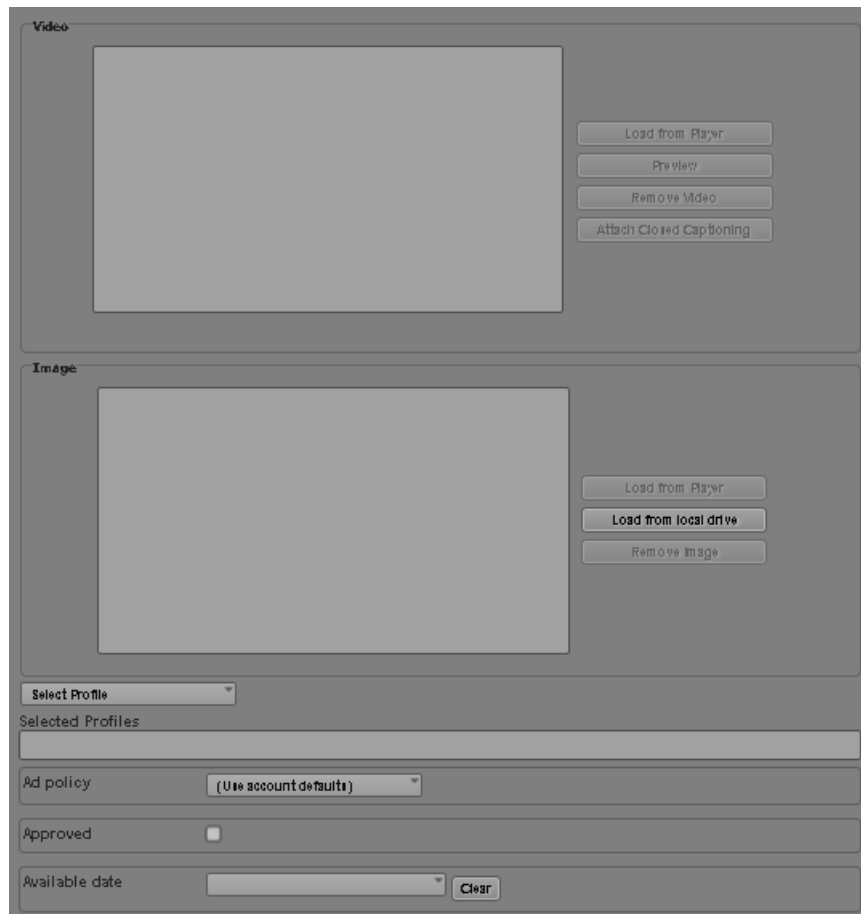 Video
Load from Player
Preview
Remove Video
Attach Closed Captioning
Image
Load from Player
Load from local drive
Remove Image
Select Profile
Selected Profiles
Ad policy (Use account defaults)
Approved
Available date Clear